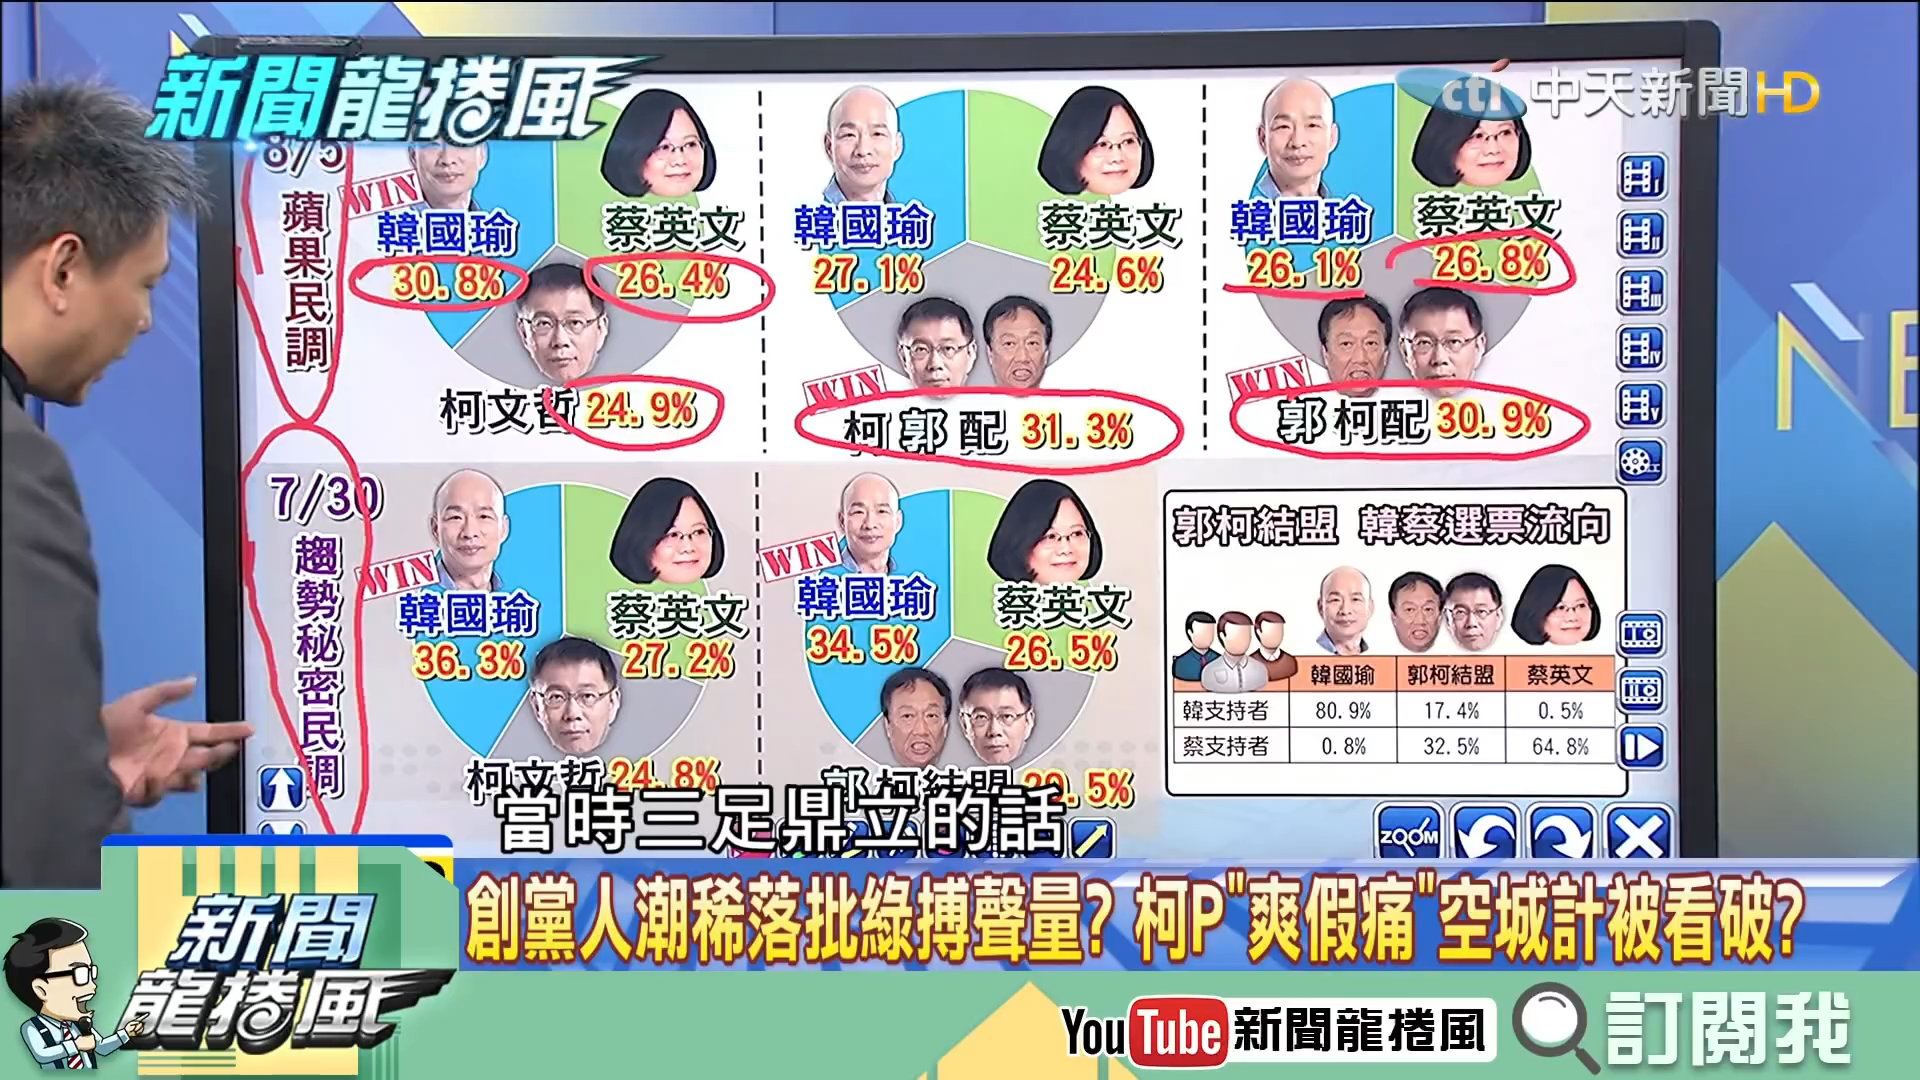 新聞龍捲風
cti 中天新聞HD
8/5
蘋果民調
WIN
韓國瑜
30.8%
蔡英文
26.4%
柯文哲 24.9%
韓國瑜
27.1%
蔡英文
24.6%
WIN
柯郭配 31.3%
韓國瑜
26.1%
蔡英文
26.8%
WIN
郭柯配 30.9%
7/30
趨勢秘密民調
WIN
韓國瑜
36.3%
蔡英文
27.2%
柯文哲 24.8%
WIN
韓國瑜
34.5%
蔡英文
26.5%
郭柯結盟
郭柯結盟 韓蔡選票流向
韓國瑜 郭柯結盟 蔡英文
韓支持者 80.9% 17.4% 0.5%
蔡支持者 0.8% 32.5% 64.8%
I
II
III
IV
V
ZOOM
當時三足鼎立的話
創黨人潮稀落批綠搏聲量? 柯P"爽假痛"空城計被看破?
新聞
龍捲風
YouTube 新聞龍捲風
訂閱我